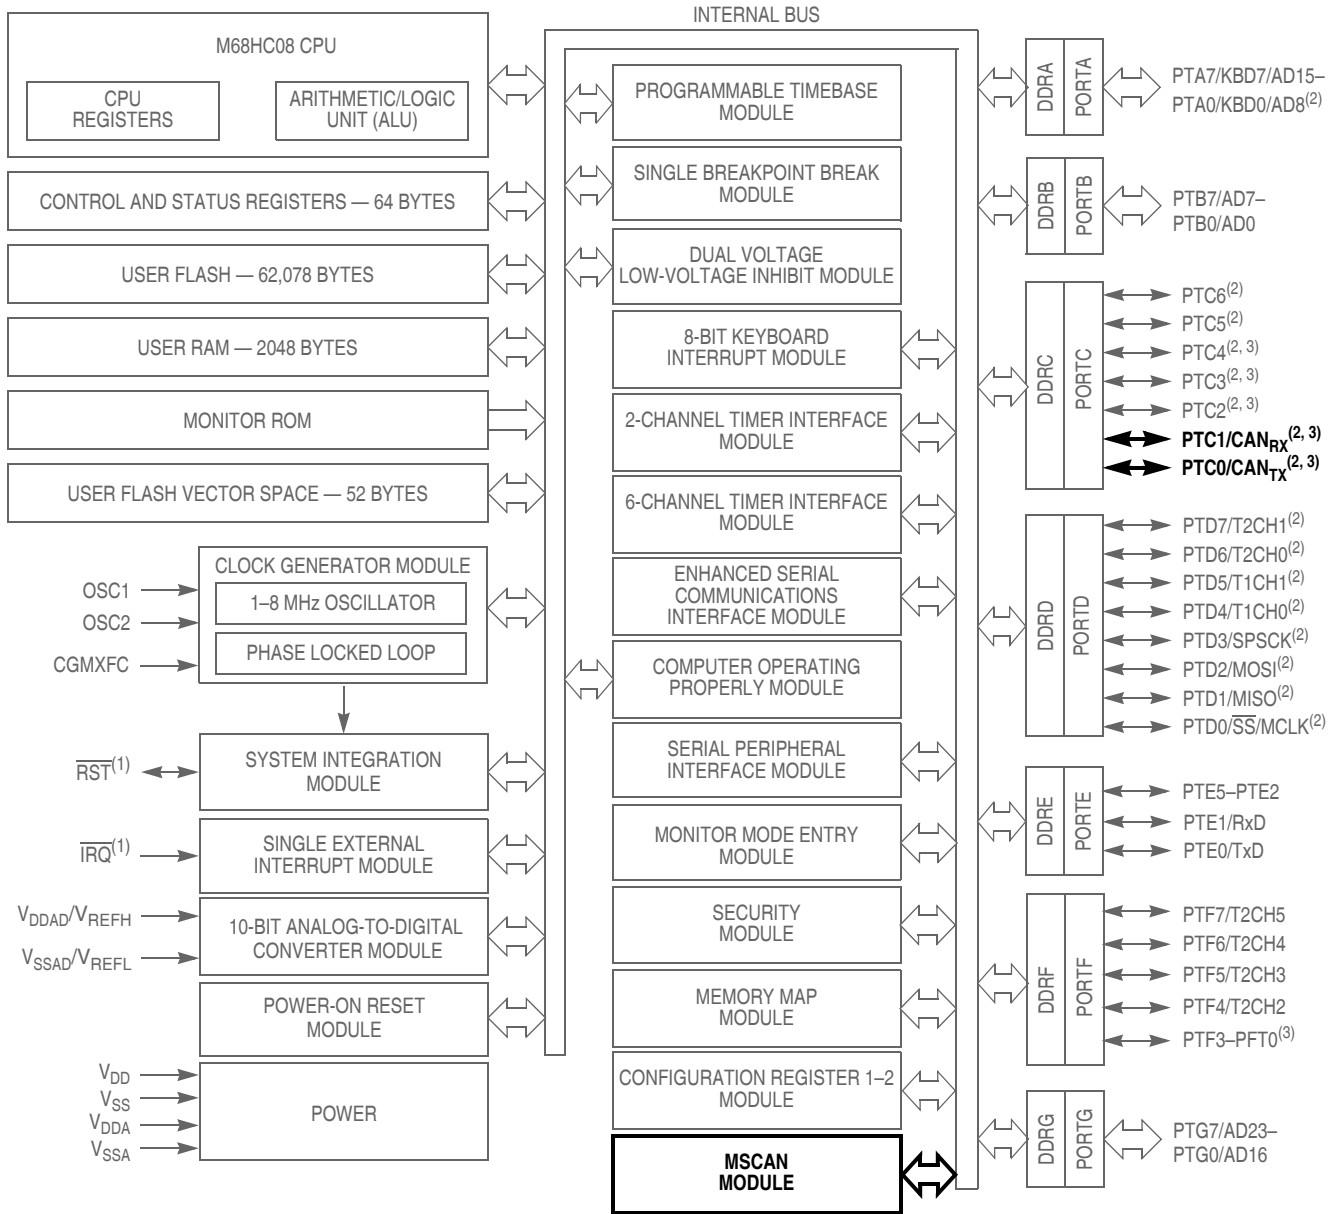 INTERNAL BUS
M68HC08 CPU
CPU
REGISTERS
ARITHMETIC/LOGIC
UNIT (ALU)
CONTROL AND STATUS REGISTERS — 64 BYTES
USER FLASH — 62,078 BYTES
USER RAM — 2048 BYTES
MONITOR ROM
USER FLASH VECTOR SPACE — 52 BYTES
OSC1
OSC2
CGMXFC
CLOCK GENERATOR MODULE
1–8 MHz OSCILLATOR
PHASE LOCKED LOOP
RST(1)
SYSTEM INTEGRATION
MODULE
IRQ(1)
SINGLE EXTERNAL
INTERRUPT MODULE
VDDAD/VREFH
VSSAD/VREFL
10-BIT ANALOG-TO-DIGITAL
CONVERTER MODULE
POWER-ON RESET
MODULE
VDD
VSS
VDDA
VSSA
POWER
PROGRAMMABLE TIMEBASE
MODULE
SINGLE BREAKPOINT BREAK
MODULE
DUAL VOLTAGE
LOW-VOLTAGE INHIBIT MODULE
8-BIT KEYBOARD
INTERRUPT MODULE
2-CHANNEL TIMER INTERFACE
MODULE
6-CHANNEL TIMER INTERFACE
MODULE
ENHANCED SERIAL
COMMUNICATIONS
INTERFACE MODULE
COMPUTER OPERATING
PROPERLY MODULE
SERIAL PERIPHERAL
INTERFACE MODULE
MONITOR MODE ENTRY
MODULE
SECURITY
MODULE
MEMORY MAP
MODULE
CONFIGURATION REGISTER 1–2
MODULE
MSCAN
MODULE
DDRA
PORTA
PTA7/KBD7/AD15–
PTA0/KBD0/AD8(2)
DDRB
PORTB
PTB7/AD7–
PTB0/AD0
DDRC
PORTC
PTC6(2)
PTC5(2)
PTC4(2, 3)
PTC3(2, 3)
PTC2(2, 3)
PTC1/CANRX(2, 3)
PTC0/CANTX(2, 3)
DDRD
PORTD
PTD7/T2CH1(2)
PTD6/T2CH0(2)
PTD5/T1CH1(2)
PTD4/T1CH0(2)
PTD3/SPSCK(2)
PTD2/MOSI(2)
PTD1/MISO(2)
PTD0/SS/MCLK(2)
DDRE
PORTE
PTE5–PTE2
PTE1/RxD
PTE0/TxD
DDRF
PORTF
PTF7/T2CH5
PTF6/T2CH4
PTF5/T2CH3
PTF4/T2CH2
PTF3–PFT0(3)
DDRG
PORTG
PTG7/AD23–
PTG0/AD16